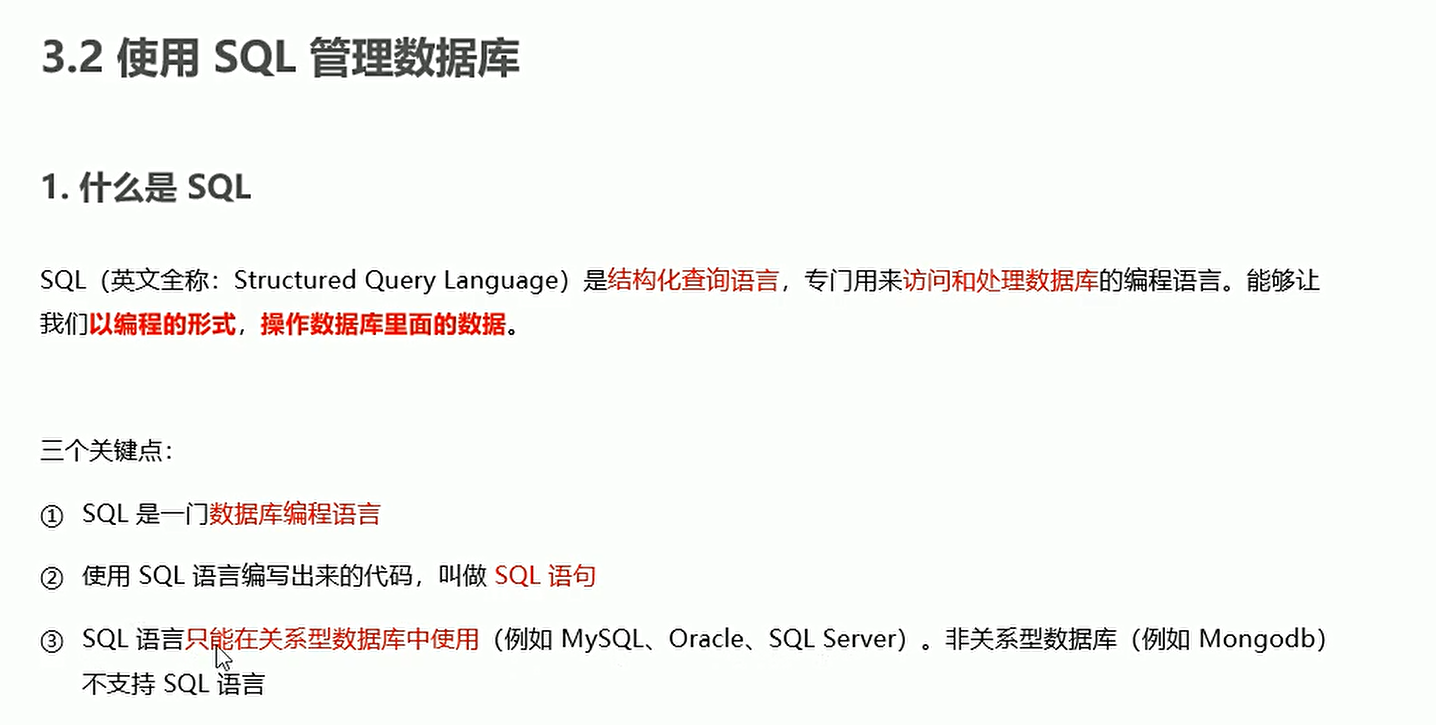 3.2 使用 SQL 管理数据库
1. 什么是 SQL
SQL（英文全称：Structured Query Language）是结构化查询语言，专门用来访问和处理数据库的编程语言。能够让
我们以编程的形式，操作数据库里面的数据。
三个关键点：
① SQL 是一门数据库编程语言
② 使用 SQL 语言编写出来的代码，叫做 SQL 语句
③ SQL 语言只能在关系型数据库中使用（例如 MySQL、Oracle、SQL Server）。非关系型数据库（例如 Mongodb）
不支持 SQL 语言